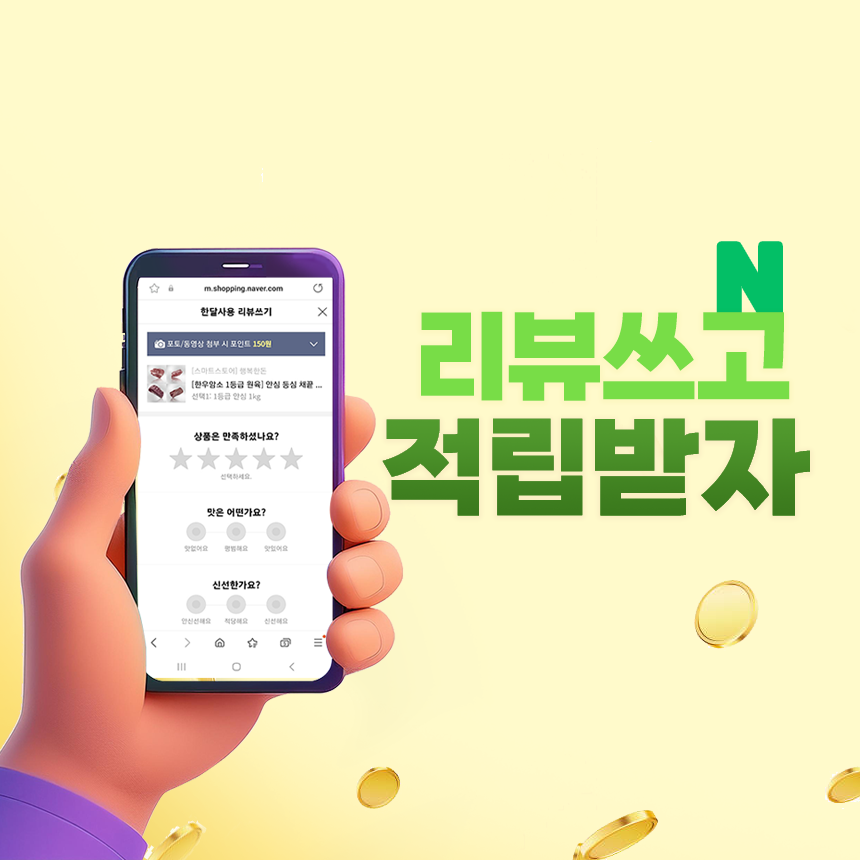 m.shopping.naver.com
한달사용 리뷰쓰기
포토/동영상 첨부 시 포인트 150원
[스마트스토어] 행복한돈
[한우암소 1등급 원육] 안심 등심 채끝 ...
선택1: 1등급 안심 1kg
상품은 만족하셨나요?
선택하세요.
맛은 어떤가요?
맛없어요 평범해요 맛있어요
신선한가요?
안신선해요 적당해요 신선해요
N
리뷰쓰고
적립받자